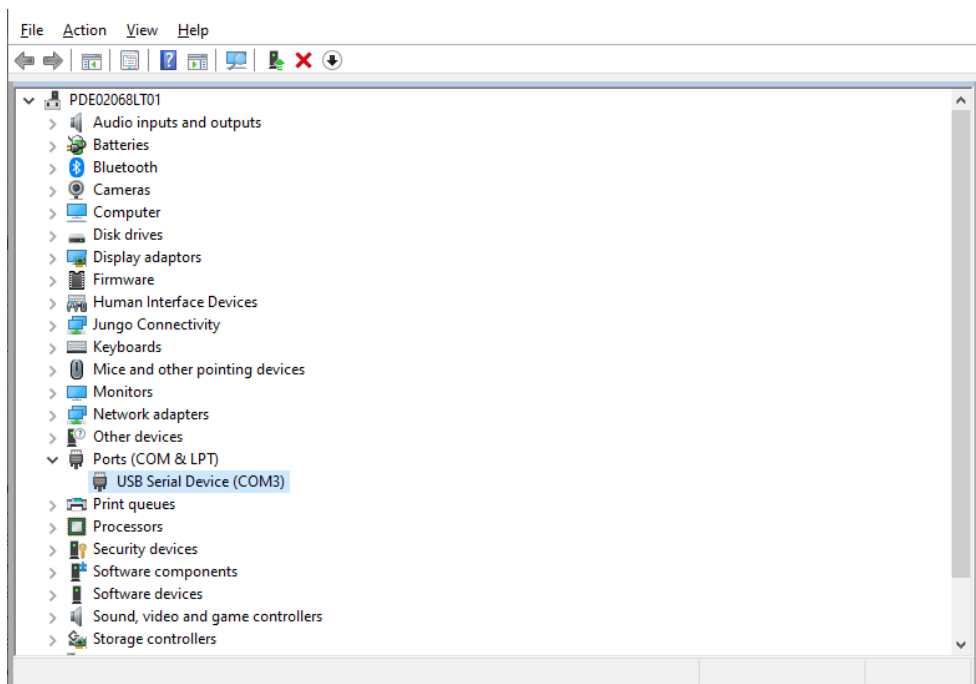 File Action View Help
PDE02068LT01
Audio inputs and outputs
Batteries
Bluetooth
Cameras
Computer
Disk drives
Display adaptors
Firmware
Human Interface Devices
Jungo Connectivity
Keyboards
Mice and other pointing devices
Monitors
Network adapters
Other devices
Ports (COM & LPT)
USB Serial Device (COM3)
Print queues
Processors
Security devices
Software components
Software devices
Sound, video and game controllers
Storage controllers